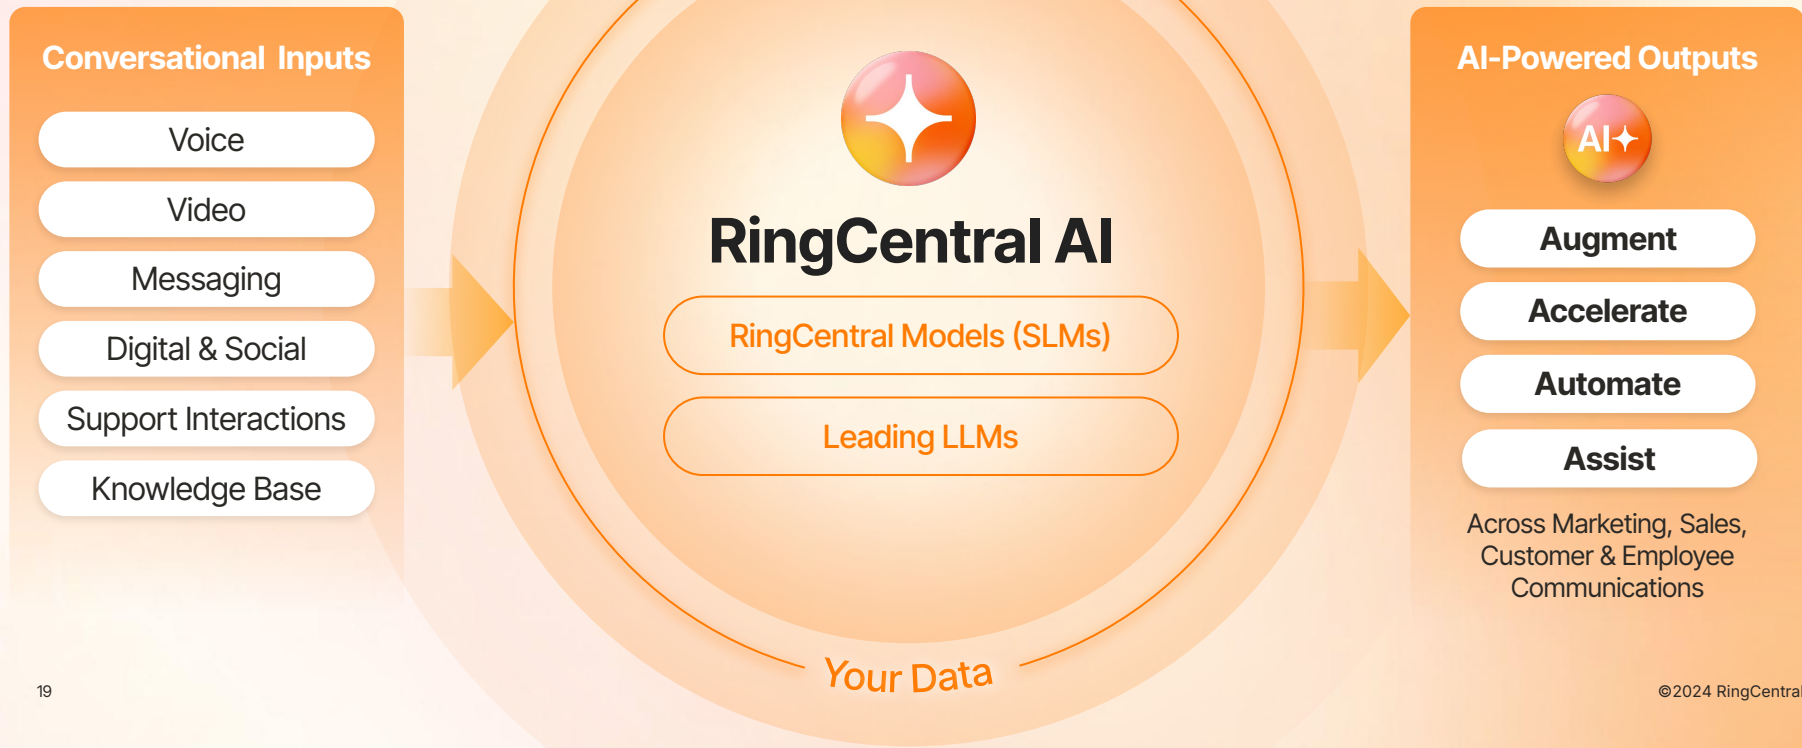 Conversational Inputs
Voice
Video
Messaging
Digital & Social
Support Interactions
Knowledge Base
RingCentral AI
RingCentral Models (SLMs)
Leading LLMs
Your Data
AI-Powered Outputs
AI
Augment
Accelerate
Automate
Assist
Across Marketing, Sales,
Customer & Employee
Communications
19
©2024 RingCentral